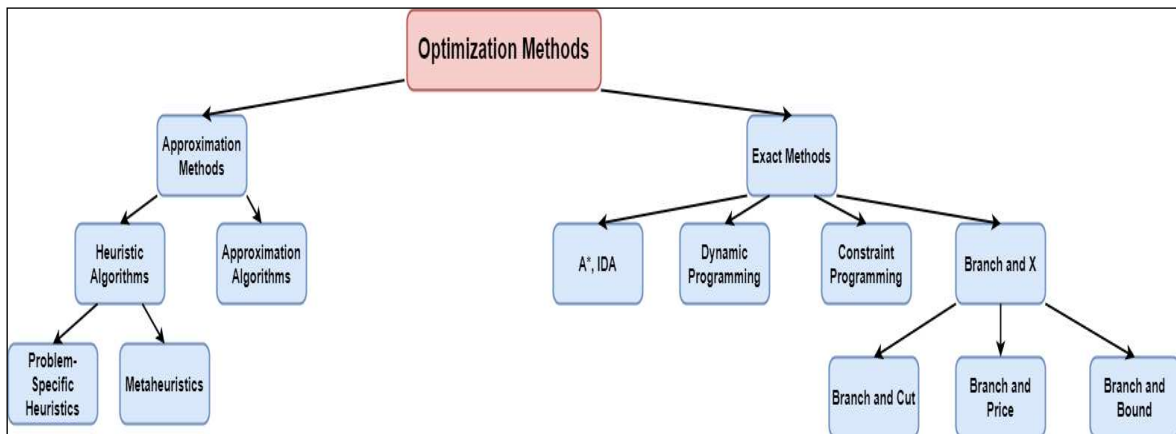 Optimization Methods
Approximation
Methods
Exact Methods
Heuristic
Algorithms
Approximation
Algorithms
A*, IDA
Dynamic
Programming
Constraint
Programming
Branch and X
Problem-
Specific
Heuristics
Metaheuristics
Branch and Cut
Branch and
Price
Branch and
Bound